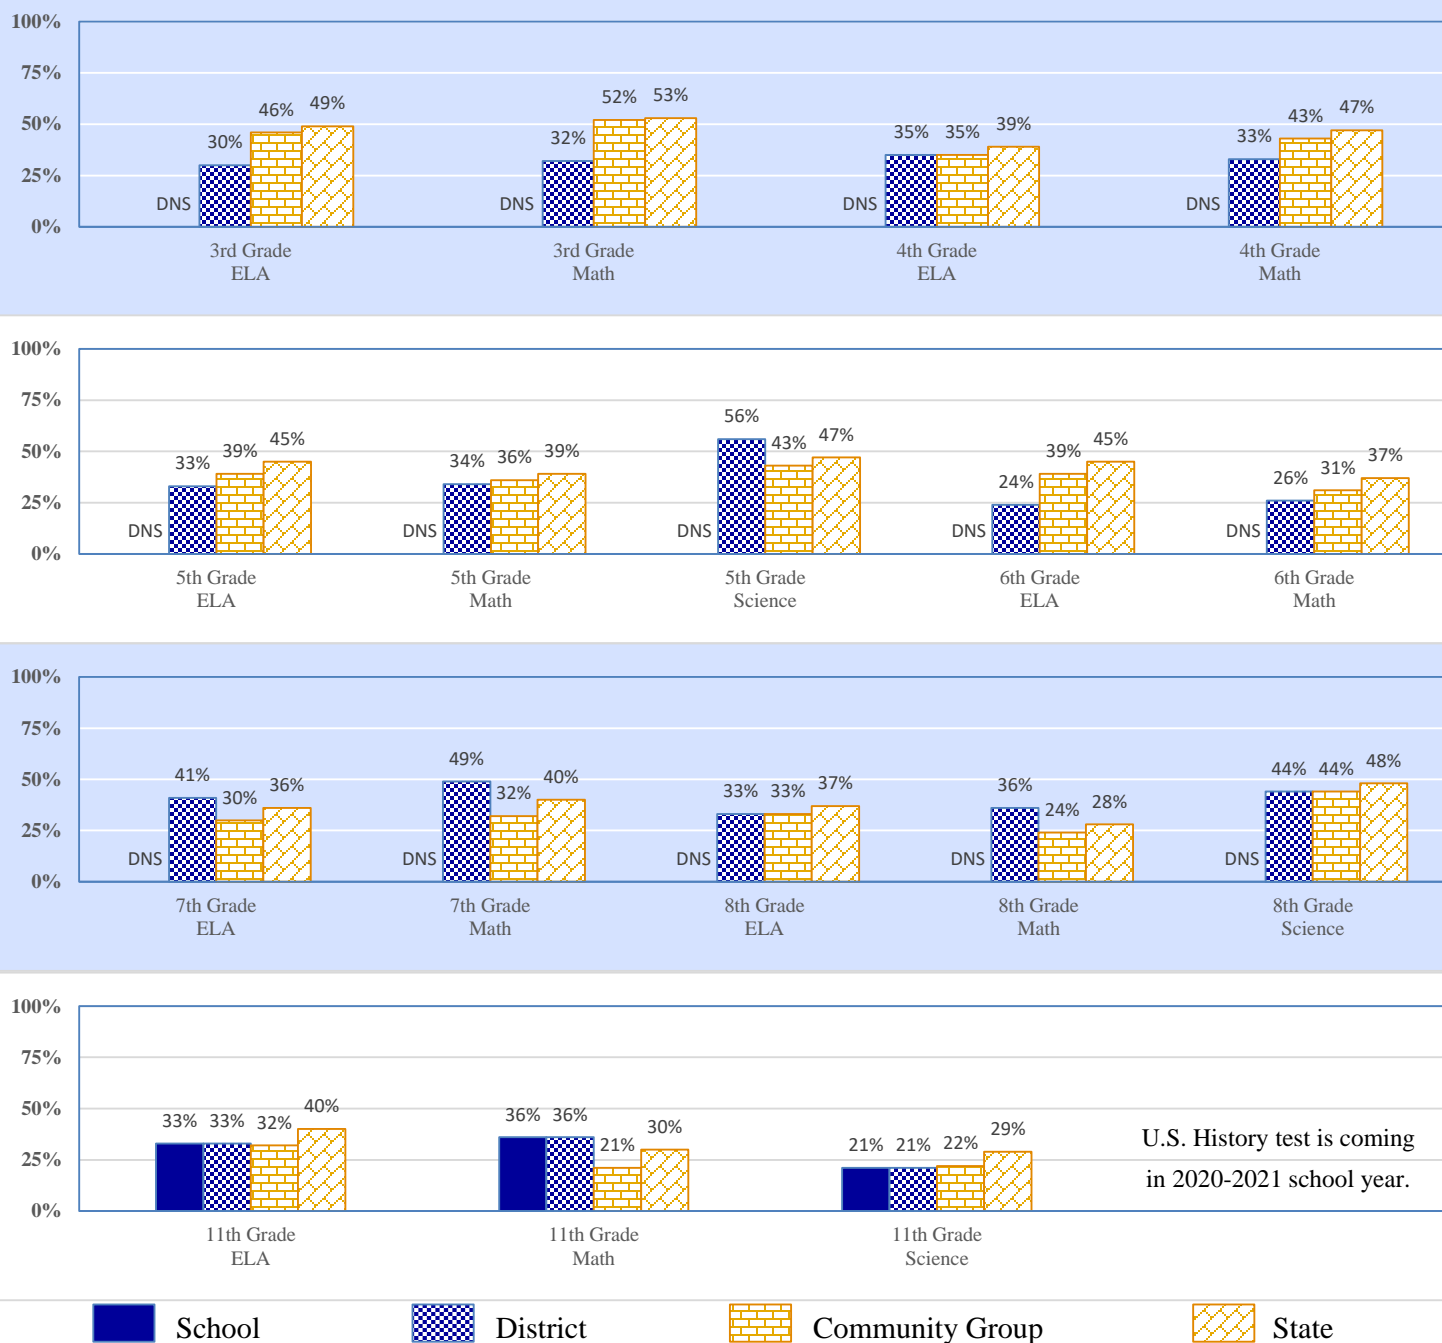 100%
75%
50%
25%
0%
DNS 30% 46% 49%
DNS 32% 52% 53%
DNS 35% 35% 39%
DNS 33% 43% 47%
3rd Grade
ELA
3rd Grade
Math
4th Grade
ELA
4th Grade
Math
100%
75%
50%
25%
0%
DNS 33% 39% 45%
DNS 34% 36% 39%
DNS 56% 43% 47%
DNS 24% 39% 45%
DNS 26% 31% 37%
5th Grade
ELA
5th Grade
Math
5th Grade
Science
6th Grade
ELA
6th Grade
Math
100%
75%
50%
25%
0%
DNS 41% 30% 36%
DNS 49% 32% 40%
DNS 33% 33% 37%
DNS 36% 24% 28%
DNS 44% 44% 48%
7th Grade
ELA
7th Grade
Math
8th Grade
ELA
8th Grade
Math
8th Grade
Science
100%
75%
50%
25%
0%
33% 33% 32% 40%
36% 36% 21% 30%
21% 21% 22% 29%
U.S. History test is coming
in 2020-2021 school year.
11th Grade
ELA
11th Grade
Math
11th Grade
Science
School District Community Group State